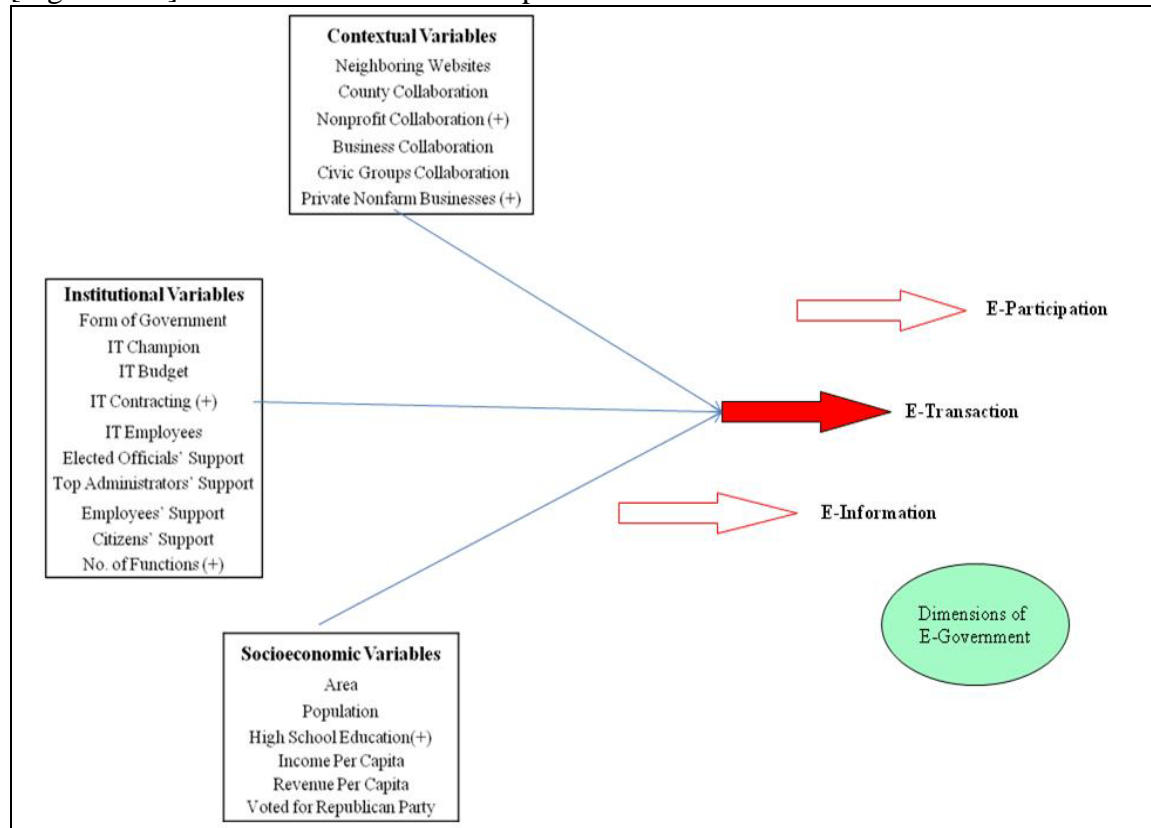 Contextual Variables
Neighboring Websites
County Collaboration
Nonprofit Collaboration (+)
Business Collaboration
Civic Groups Collaboration
Private Nonfarm Businesses (+)
Institutional Variables
Form of Government
IT Champion
IT Budget
IT Contracting (+)
IT Employees
Elected Officials' Support
Top Administrators' Support
Employees' Support
Citizens' Support
No. of Functions (+)
E-Participation
E-Transaction
E-Information
Dimensions of
E-Government
Socioeconomic Variables
Area
Population
High School Education(+)
Income Per Capita
Revenue Per Capita
Voted for Republican Party